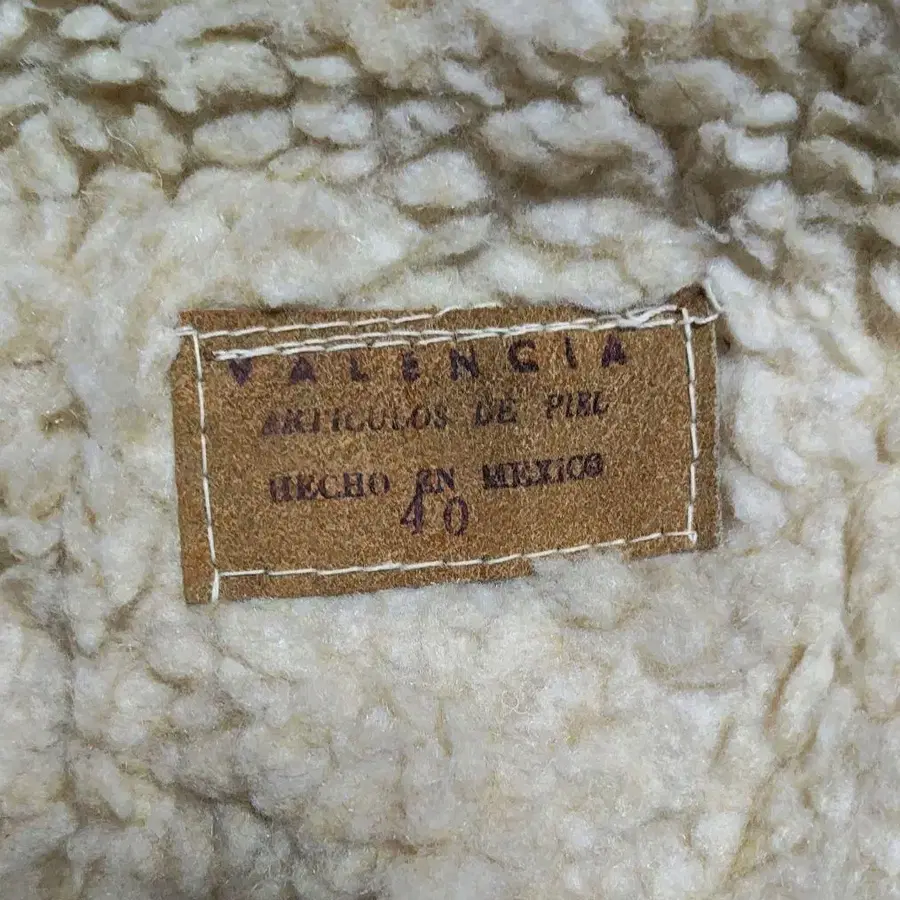 VALENCIA
ARTICULOS DE PIEL
HECHO EN MEXICO
40